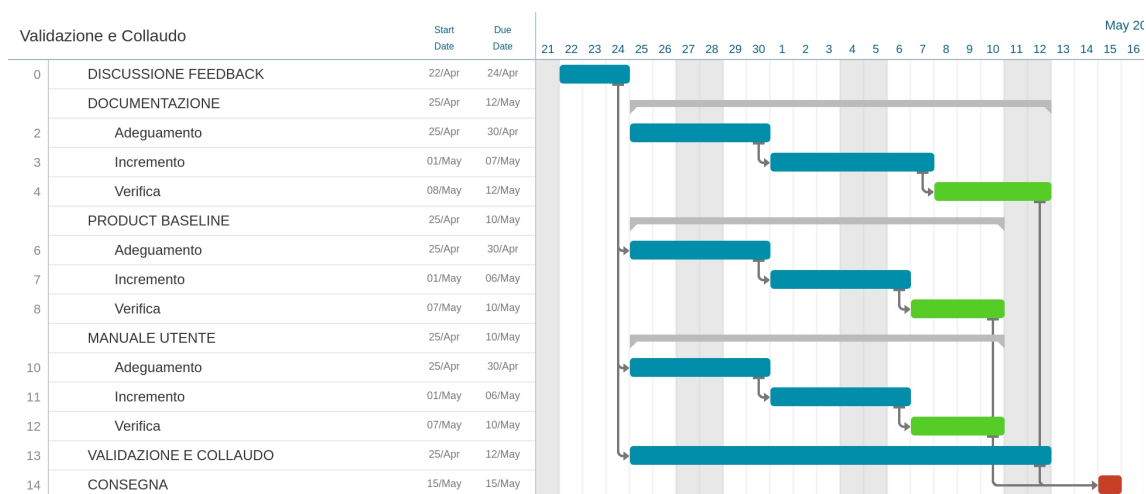 May 20
Validazione e Collaudo Start Date Due Date 21 22 23 24 25 26 27 28 29 30 1 2 3 4 5 6 7 8 9 10 11 12 13 14 15 16
0 DISCUSSIONE FEEDBACK 22/Apr 24/Apr
DOCUMENTAZIONE 25/Apr 12/May
2 Adeguamento 25/Apr 30/Apr
3 Incremento 01/May 07/May
4 Verifica 08/May 12/May
PRODUCT BASELINE 25/Apr 10/May
6 Adeguamento 25/Apr 30/Apr
7 Incremento 01/May 06/May
8 Verifica 07/May 10/May
MANUALE UTENTE 25/Apr 10/May
10 Adeguamento 25/Apr 30/Apr
11 Incremento 01/May 06/May
12 Verifica 07/May 10/May
13 VALIDAZIONE E COLLAUDO 25/Apr 12/May
14 CONSEGNA 15/May 15/May